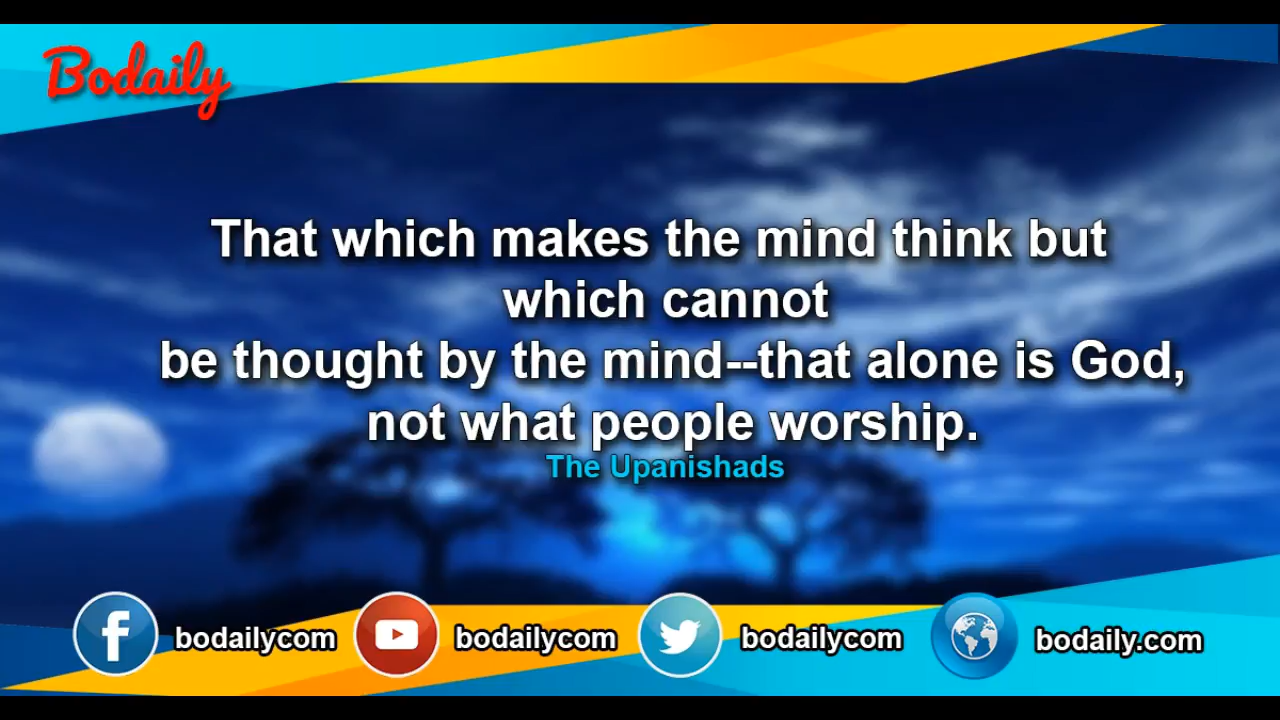 Bodaily
That which makes the mind think but
which cannot
be thought by the mind--that alone is God,
not what people worship.
The Upanishads
bodailycom
bodailycom
bodailycom
bodaily.com